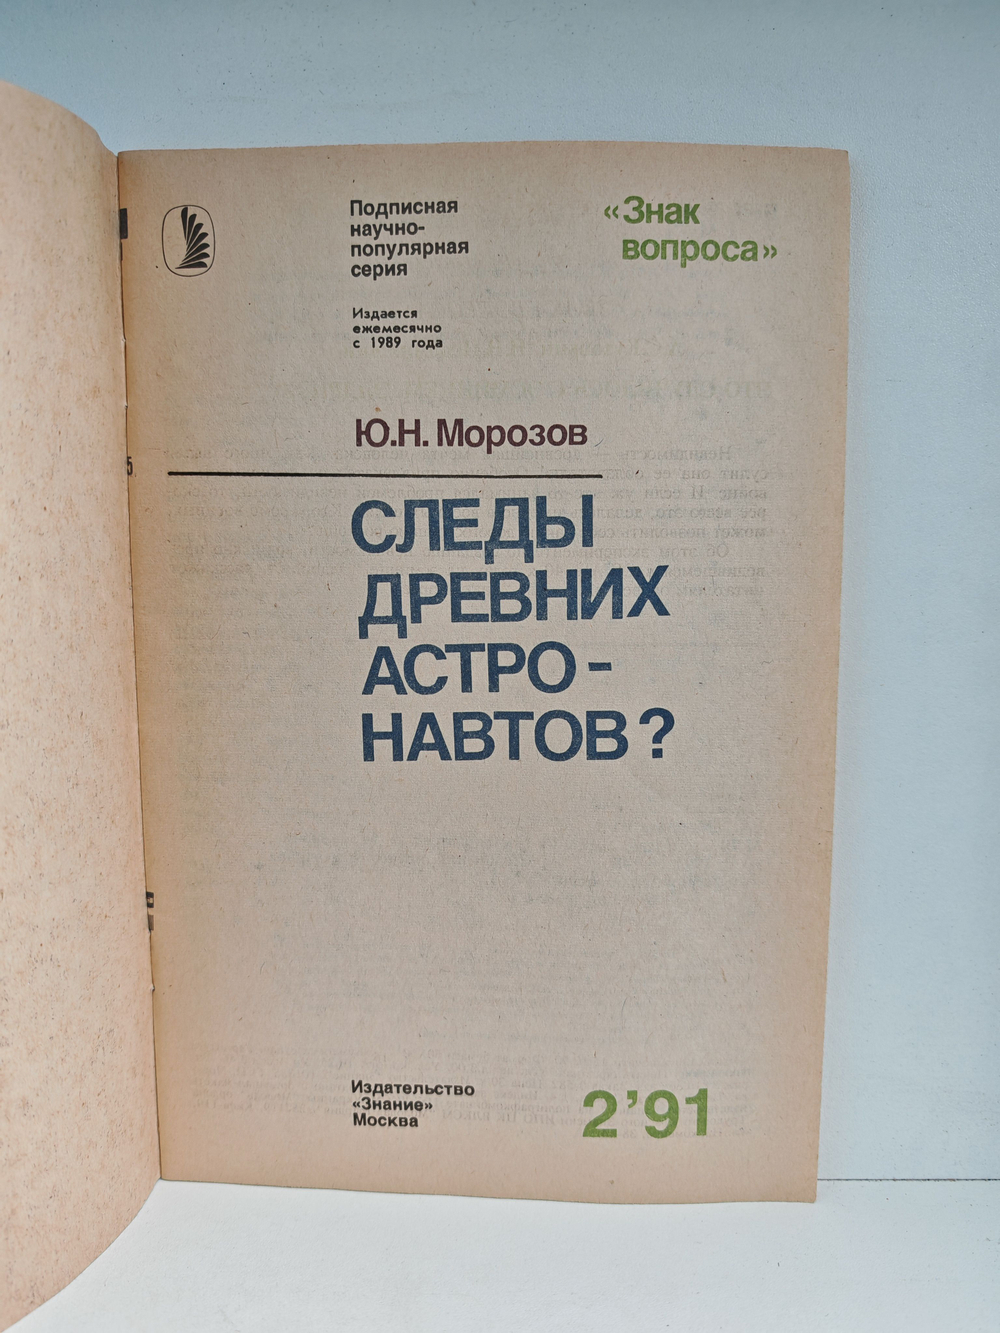 Подписная
научно-
популярная
серия
«Знак
вопроса»
Издается
ежемесячно
с 1989 года
Ю.Н. Морозов
СЛЕДЫ
ДРЕВНИХ
АСТРО-
НАВТОВ?
Издательство
«Знание»
Москва
2’91